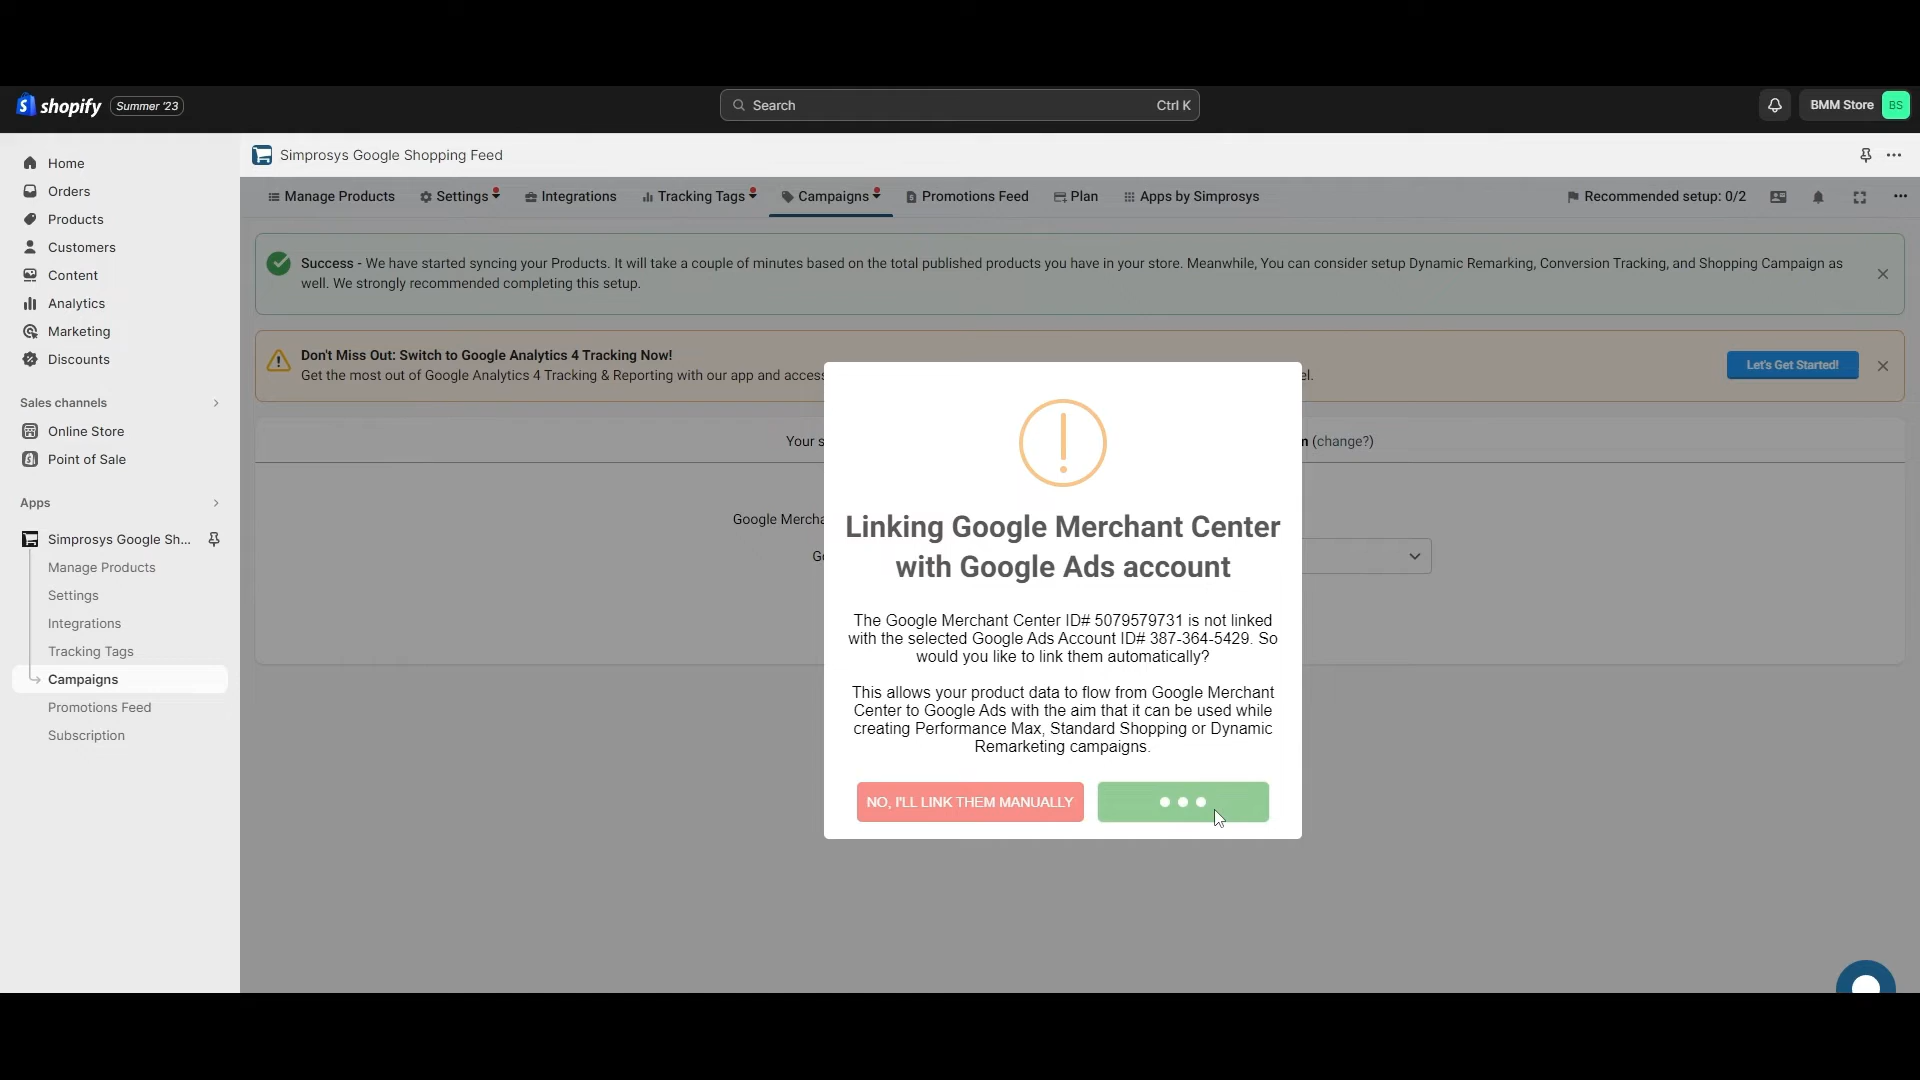 shopify Summer '23
Search Ctrl K
BMM Store BS
Home
Orders
Products
Customers
Content
Analytics
Marketing
Discounts
Sales channels
Online Store
Point of Sale
Apps
Simprosys Google Sh...
Manage Products
Settings
Integrations
Tracking Tags
Campaigns
Promotions Feed
Subscription
Simprosys Google Shopping Feed
Manage Products Settings Integrations Tracking Tags Campaigns Promotions Feed Plan Apps by Simprosys Recommended setup: 0/2
Success - We have started syncing your Products. It will take a couple of minutes based on the total published products you have in your store. Meanwhile, You can consider setup Dynamic Remarking, Conversion Tracking, and Shopping Campaign as
well. We strongly recommended completing this setup.
Don't Miss Out: Switch to Google Analytics 4 Tracking Now!
Get the most out of Google Analytics 4 Tracking & Reporting with our app and acces el.
Let's Get Started!
Your s m (change?)
Google Mercha
G
Linking Google Merchant Center
with Google Ads account
The Google Merchant Center ID# 5079579731 is not linked
with the selected Google Ads Account ID# 387-364-5429. So
would you like to link them automatically?
This allows your product data to flow from Google Merchant
Center to Google Ads with the aim that it can be used while
creating Performance Max, Standard Shopping or Dynamic
Remarketing campaigns.
NO, I'LL LINK THEM MANUALLY